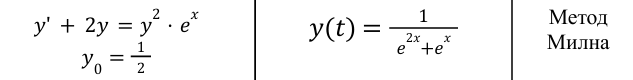 y' + 2y = y² · eˣ
y₀ = 1/2
y(t) = 1/(e²ˣ+eˣ)
Метод
Милна